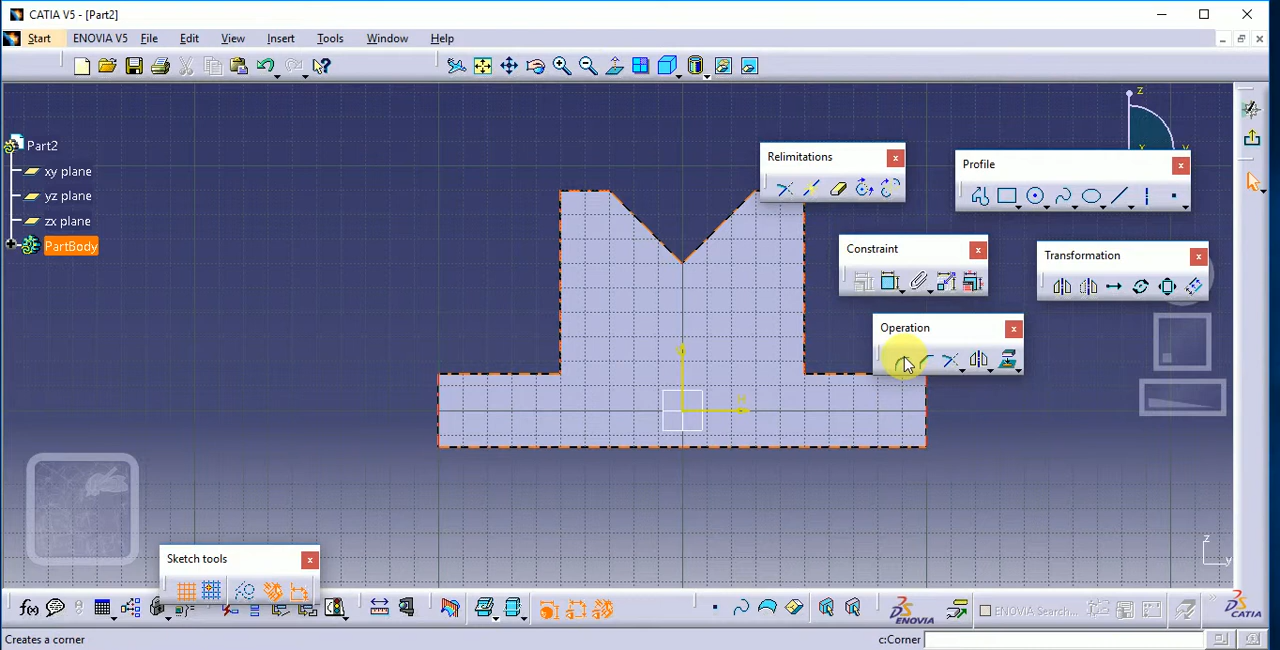 CATIA V5 - [Part2]
Start ENOVIA V5 File Edit View Insert Tools Window Help
z
Part2
xy plane
yz plane
zx plane
PartBody
Relimitations x
Profile x
Constraint x
Transformation x
Operation x
H
z
y
Sketch tools x
f(x)
ENOVIA
ENOVIA Search...
CATIA
Creates a corner
c:Corner